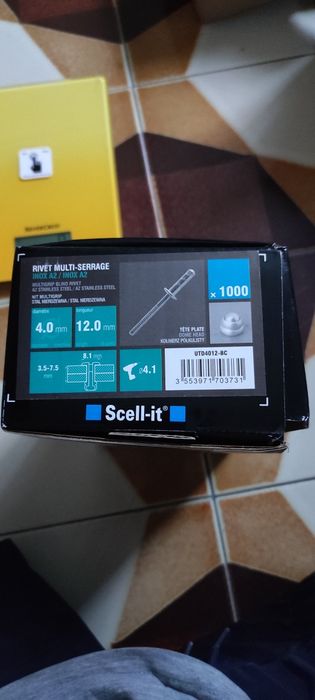 RIVET MULTI-SERRAGE
INOX A2 / INOX A2
MULTIGRIP BLIND RIVET
A2 STAINLESS STEEL / A2 STAINLESS STEEL
NIT MULTIGRIP
STAL NIERDZEWNA / STAL NIERDZEWNA
diamètre
4.0 mm
longueur
12.0 mm
× 1000
TÊTE PLATE
DOME HEAD
KOŁNIERZ PÓŁKULISTY
3.5-7.5
mm
8.1 mm
ø4.1
UTD4012-BC
3 553971 703731
Scell-it®